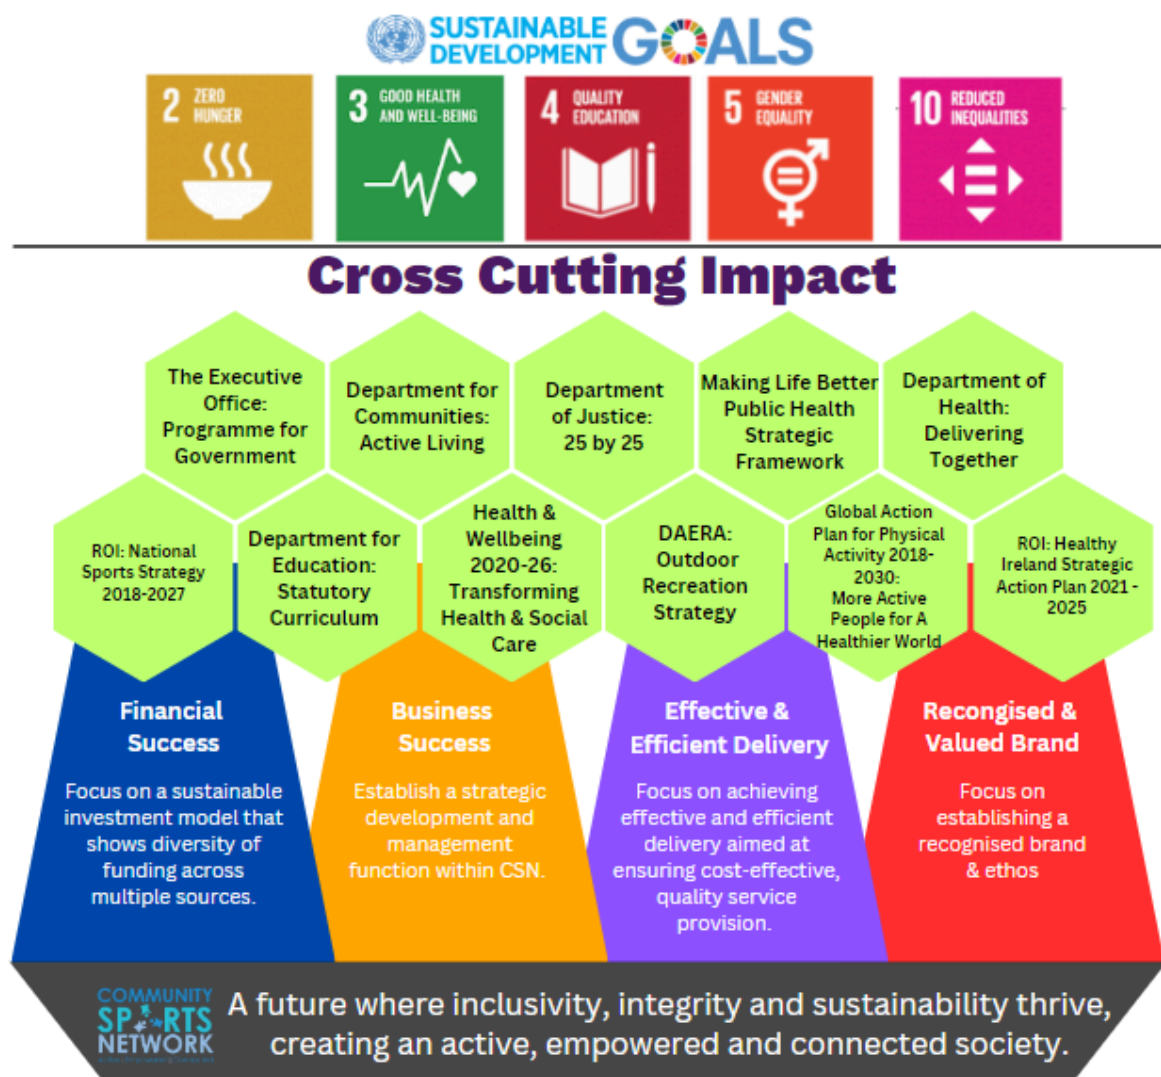 SUSTAINABLE
DEVELOPMENT
GOALS
2 ZERO
HUNGER
3 GOOD HEALTH
AND WELL-BEING
4 QUALITY
EDUCATION
5 GENDER
EQUALITY
10 REDUCED
INEQUALITIES
Cross Cutting Impact
The Executive
Office:
Programme for
Government
Department for
Communities:
Active Living
Department
of Justice:
25 by 25
Making Life Better
Public Health
Strategic
Framework
Department of
Health:
Delivering
Together
ROI: National
Sports Strategy
2018-2027
Department for
Education:
Statutory
Curriculum
Health &
Wellbeing
2020-26:
Transforming
Health & Social
Care
DAERA:
Outdoor
Recreation
Strategy
Global Action
Plan for Physical
Activity 2018-
2030:
More Active
People for A
Healthier World
ROI: Healthy
Ireland Strategic
Action Plan 2021 -
2025
Financial
Success
Focus on a sustainable
investment model that
shows diversity of
funding across
multiple sources.
Business
Success
Establish a strategic
development and
management
function within CSN.
Effective &
Efficient Delivery
Focus on achieving
effective and efficient
delivery aimed at
ensuring cost-effective,
quality service
provision.
Recongised &
Valued Brand
Focus on
establishing a
recognised brand
& ethos
COMMUNITY
SPORTS
NETWORK
A future where inclusivity, integrity and sustainability thrive,
creating an active, empowered and connected society.